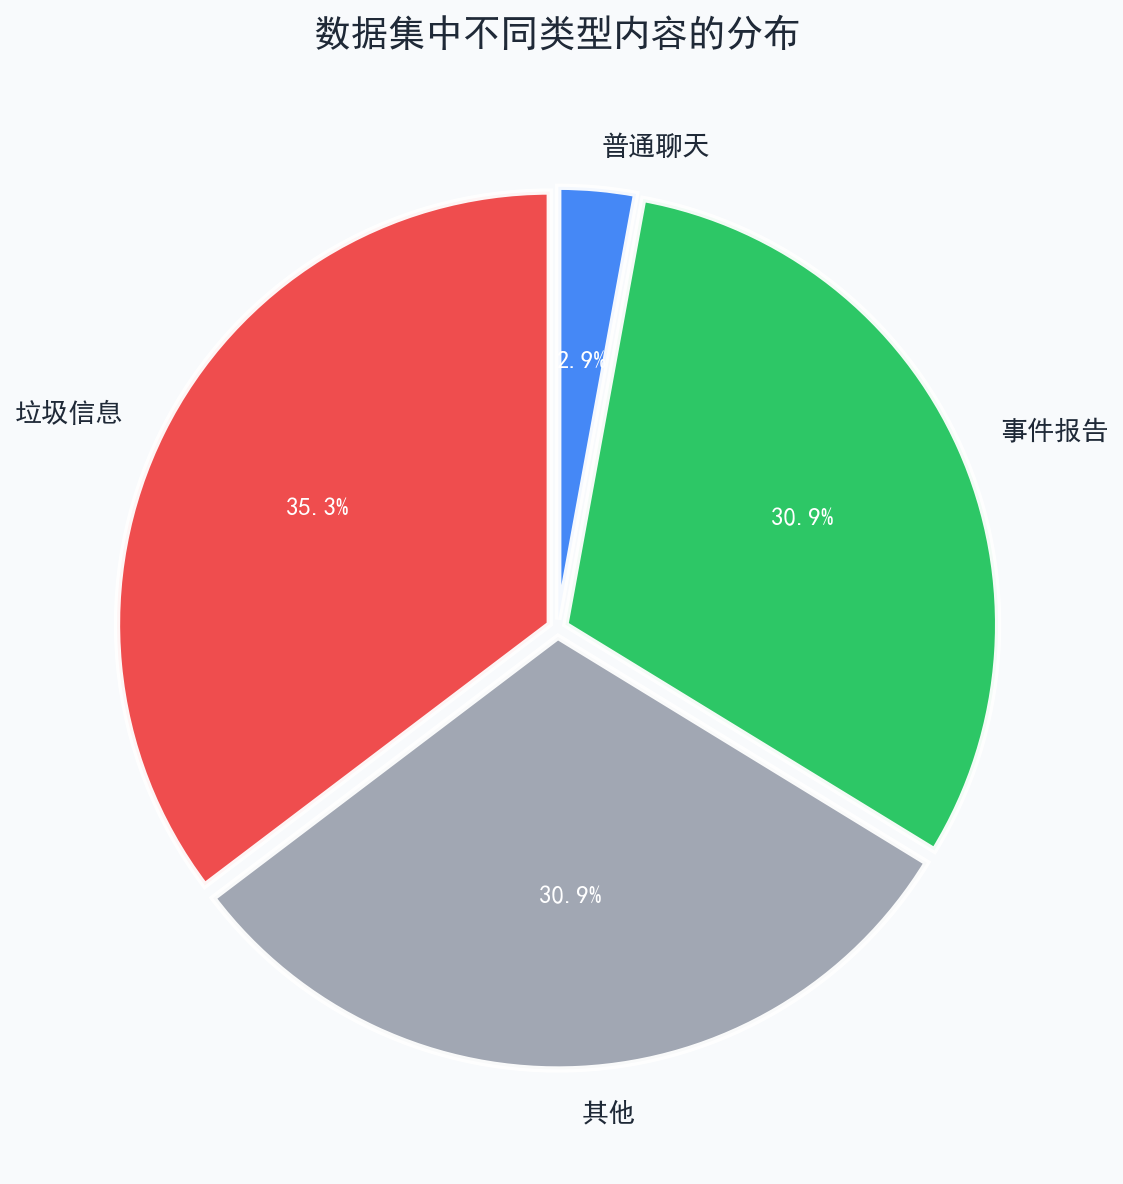 数据集中不同类型内容的分布
普通聊天
2.9%
垃圾信息
事件报告
35.3%
30.9%
30.9%
其他